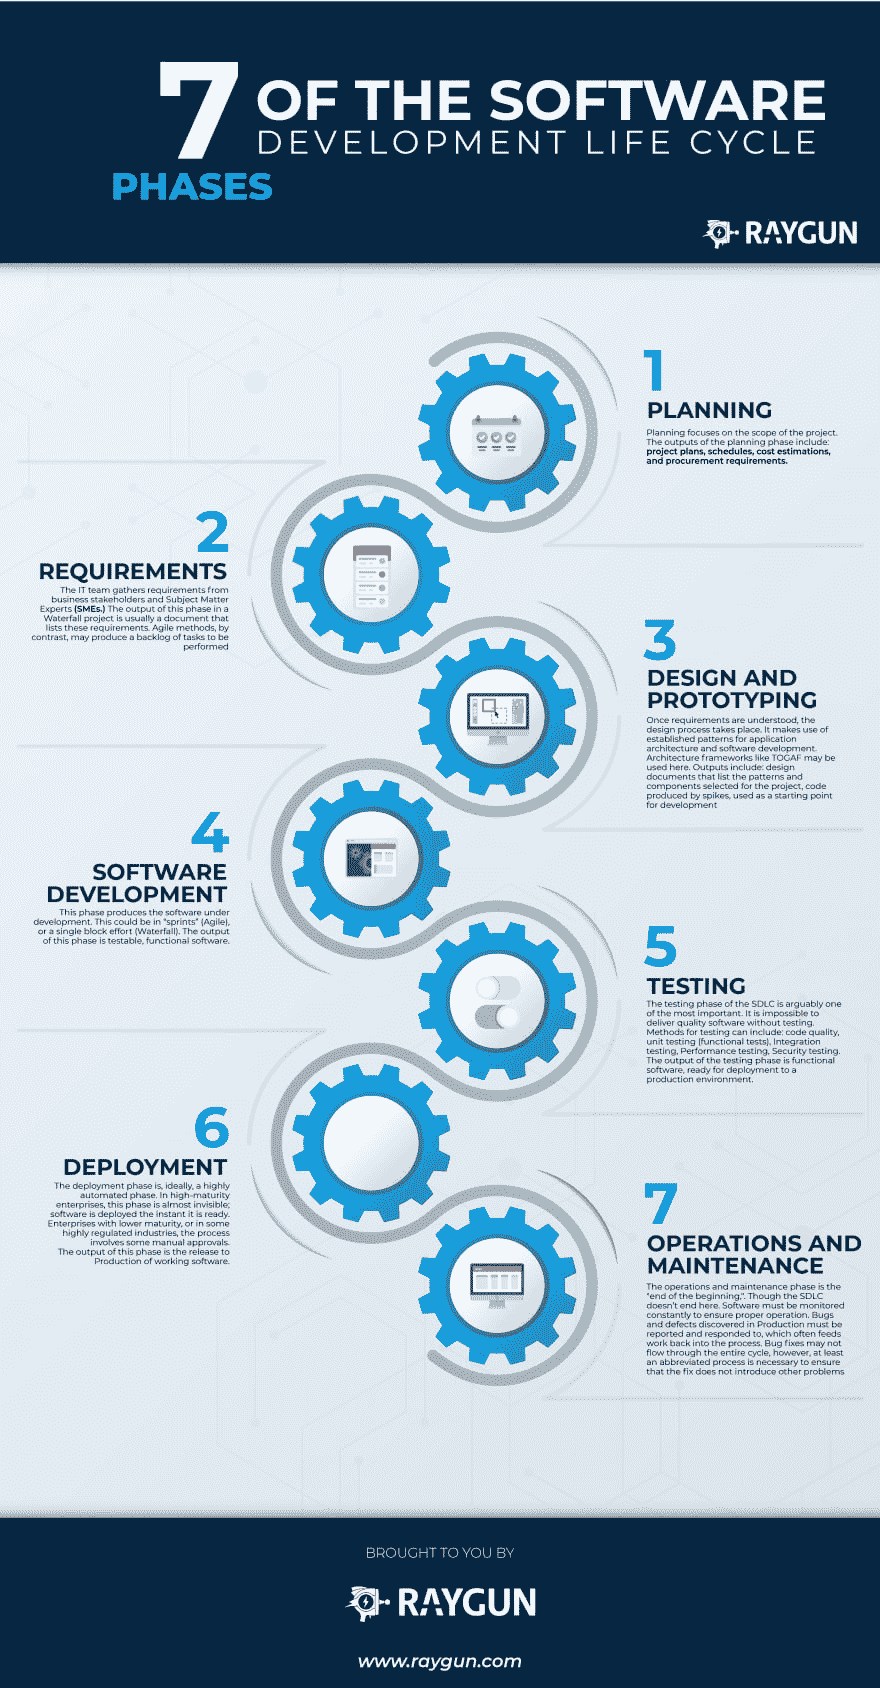 7 OF THE SOFTWARE
DEVELOPMENT LIFE CYCLE
PHASES
RAYGUN
1
PLANNING
Planning focuses on the scope of the project.
The outputs of the planning phase include:
project plans, schedules, cost estimations,
and procurement requirements.
2
REQUIREMENTS
The IT team gathers requirements from
business stakeholders and Subject Matter
Experts (SMEs.) The output of this phase in a
Waterfall project is usually a document that
lists these requirements. Agile methods, by
contrast, may produce a backlog of tasks to be
performed
3
DESIGN AND
PROTOTYPING
Once requirements are understood, the
design process takes place. It makes use of
established patterns for application
architecture and software development.
Architecture frameworks like TOGAF may be
used here. Outputs include: design
documents that list the patterns and
components selected for the project, code
produced by spikes, used as a starting point
for development
4
SOFTWARE
DEVELOPMENT
This phase produces the software under
development. This could be in "sprints" (Agile),
or a single block effort (Waterfall). The output
of this phase is testable, functional software.
5
TESTING
The testing phase of the SDLC is arguably one
of the most important. It is impossible to
deliver quality software without testing.
Methods for testing can include: code quality,
unit testing (functional tests), Integration
testing, Performance testing, Security testing.
The output of the testing phase is functional
software, ready for deployment to a
production environment.
6
DEPLOYMENT
The deployment phase is, ideally, a highly
automated phase. In high-maturity
enterprises, this phase is almost invisible;
software is deployed the instant it is ready.
Enterprises with lower maturity, or in some
highly regulated industries, the process
involves some manual approvals.
The output of this phase is the release to
Production of working software.
7
OPERATIONS AND
MAINTENANCE
The operations and maintenance phase is the
"end of the beginning,". Though the SDLC
doesn't end here. Software must be monitored
constantly to ensure proper operation. Bugs
and defects discovered in Production must be
reported and responded to, which often feeds
work back into the process. Bug fixes may not
flow through the entire cycle, however, at least
an abbreviated process is necessary to ensure
that the fix does not introduce other problems
BROUGHT TO YOU BY
RAYGUN
www.raygun.com